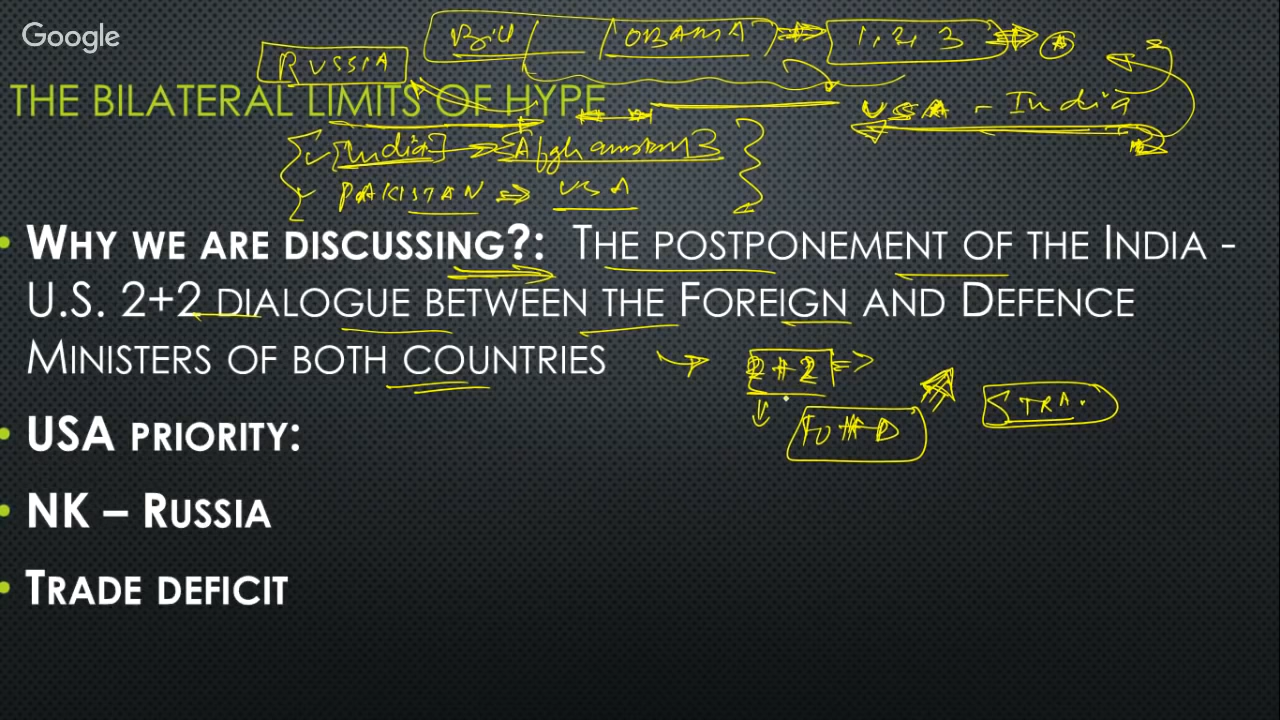 Google
Bill OBAMA 1, 2, 3
RUSSIA
THE BILATERAL LIMITS OF HYPE
USA - India
India Afghanistan
PAKISTAN USA
• WHY WE ARE DISCUSSING?: THE POSTPONEMENT OF THE INDIA -
U.S. 2+2 DIALOGUE BETWEEN THE FOREIGN AND DEFENCE
MINISTERS OF BOTH COUNTRIES
2+2
STRA.
• USA PRIORITY:
• NK – RUSSIA
• TRADE DEFICIT